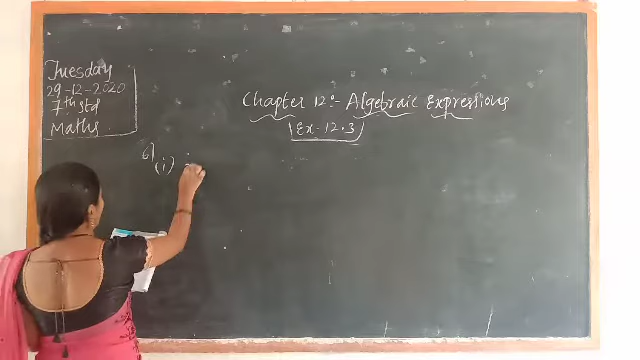 Tuesday
29-12-2020
7th Std
Maths
Chapter 12:- Algebraic Expressions
(Ex-12.3)
6) (i)